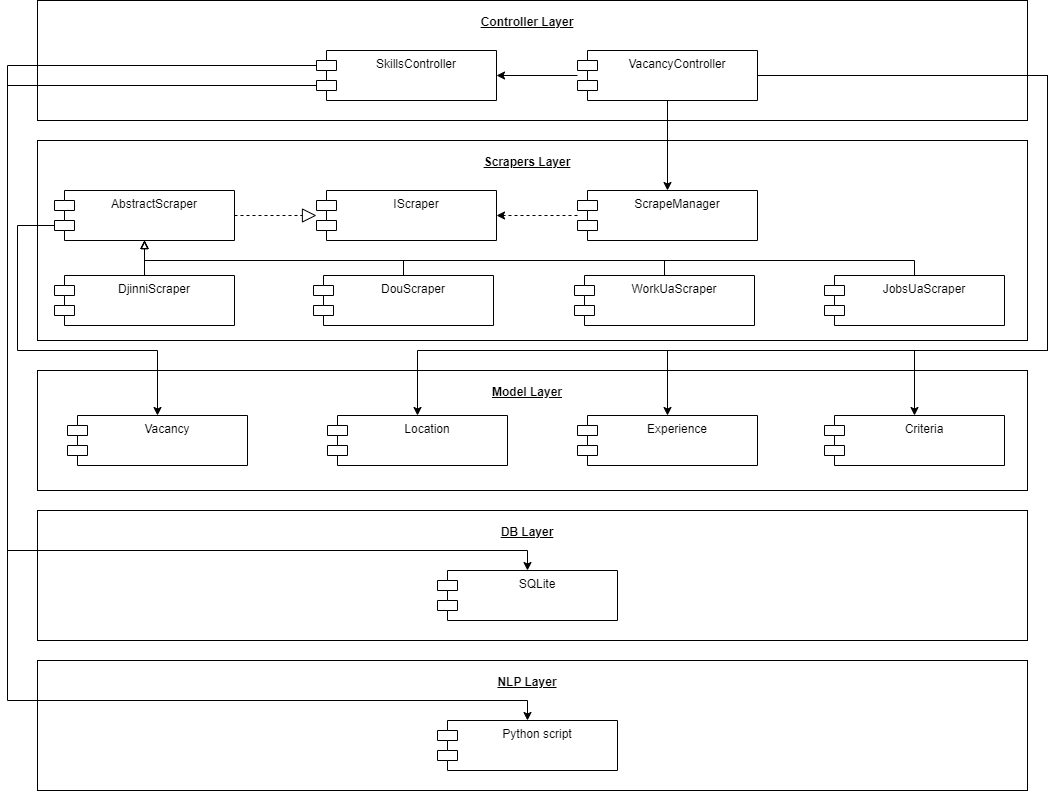 Controller Layer
SkillsController
VacancyController
Scrapers Layer
AbstractScraper
IScraper
ScrapeManager
DjinniScraper
DouScraper
WorkUaScraper
JobsUaScraper
Model Layer
Vacancy
Location
Experience
Criteria
DB Layer
SQLite
NLP Layer
Python script